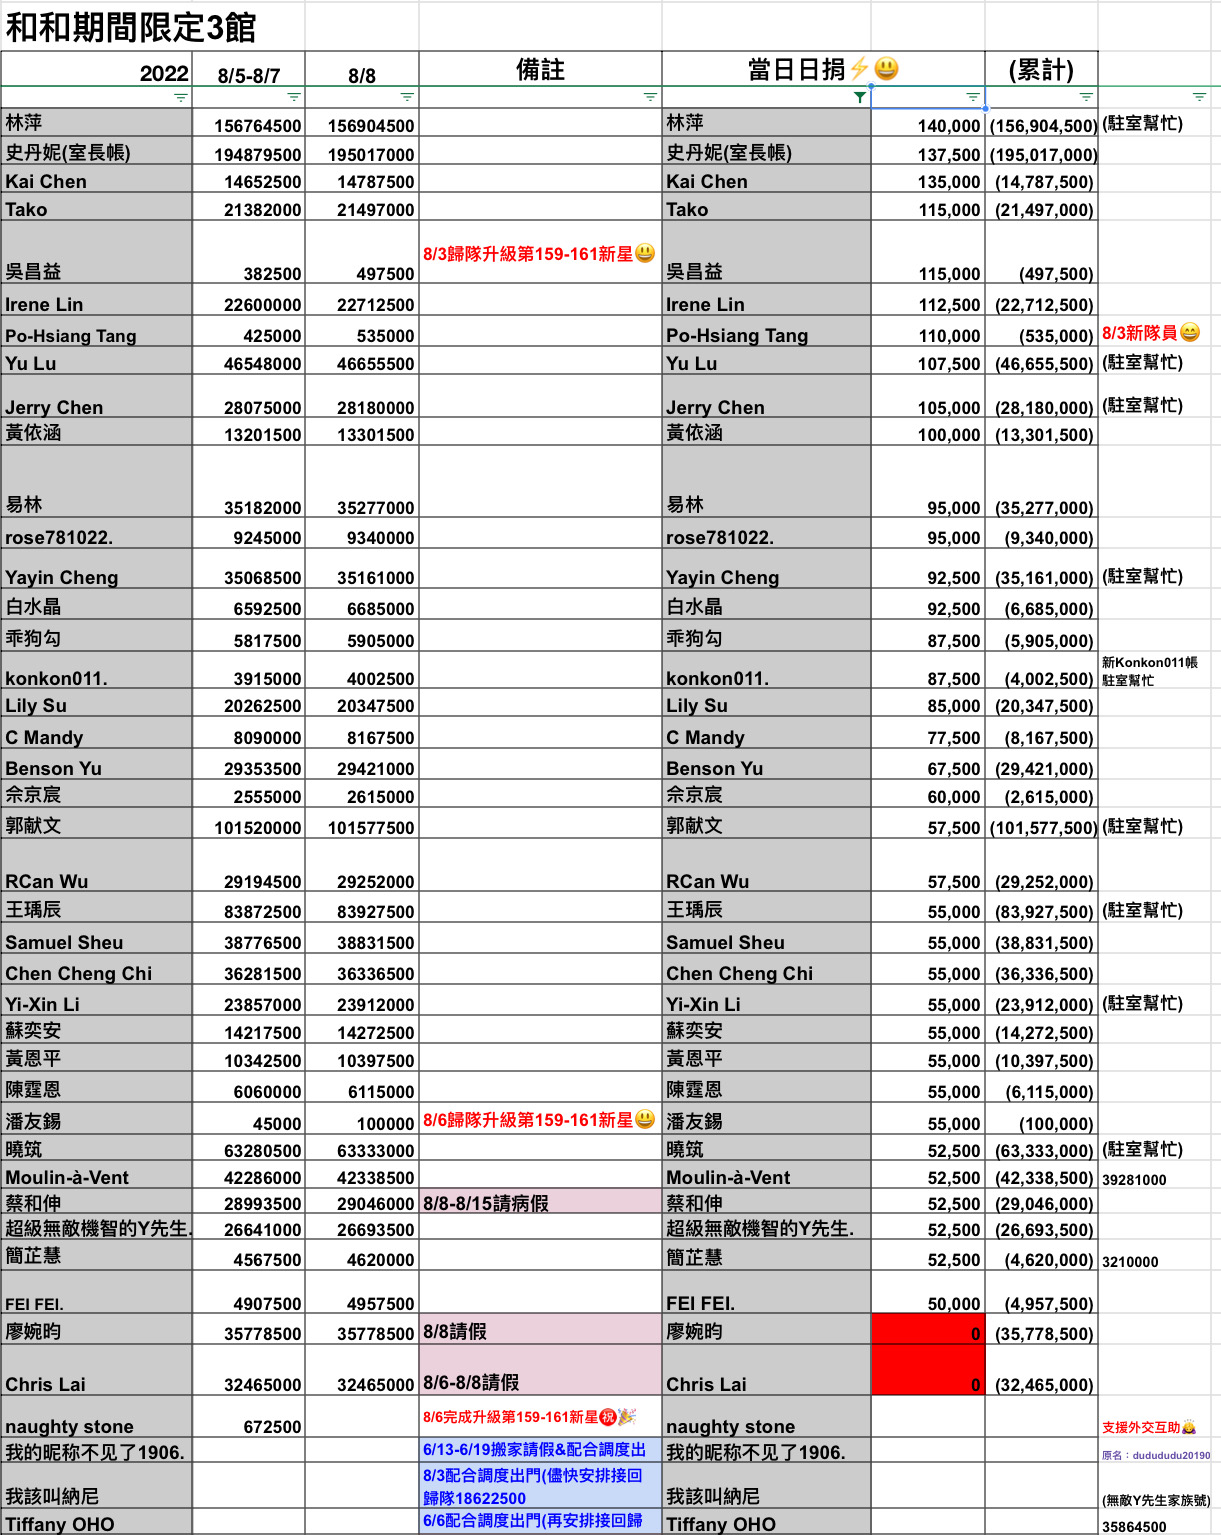 和和期間限定3館
2022 8/5-8/7 8/8 備註 當日日捐⚡😃 (累計)
林萍 156764500 156904500 林萍 140,000 (156,904,500) (駐室幫忙)
史丹妮(室長帳) 194879500 195017000 史丹妮(室長帳) 137,500 (195,017,000)
Kai Chen 14652500 14787500 Kai Chen 135,000 (14,787,500)
Tako 21382000 21497000 Tako 115,000 (21,497,000)
吳昌益 382500 497500 8/3歸隊升級第159-161新星😃 吳昌益 115,000 (497,500)
Irene Lin 22600000 22712500 Irene Lin 112,500 (22,712,500)
Po-Hsiang Tang 425000 535000 Po-Hsiang Tang 110,000 (535,000) 8/3新隊員😄
Yu Lu 46548000 46655500 Yu Lu 107,500 (46,655,500) (駐室幫忙)
Jerry Chen 28075000 28180000 Jerry Chen 105,000 (28,180,000) (駐室幫忙)
黃依涵 13201500 13301500 黃依涵 100,000 (13,301,500)
易林 35182000 35277000 易林 95,000 (35,277,000)
rose781022. 9245000 9340000 rose781022. 95,000 (9,340,000)
Yayin Cheng 35068500 35161000 Yayin Cheng 92,500 (35,161,000) (駐室幫忙)
白水晶 6592500 6685000 白水晶 92,500 (6,685,000)
乖狗勾 5817500 5905000 乖狗勾 87,500 (5,905,000)
konkon011. 3915000 4002500 konkon011. 87,500 (4,002,500) 新Konkon011帳
駐室幫忙
Lily Su 20262500 20347500 Lily Su 85,000 (20,347,500)
C Mandy 8090000 8167500 C Mandy 77,500 (8,167,500)
Benson Yu 29353500 29421000 Benson Yu 67,500 (29,421,000)
佘京宸 2555000 2615000 佘京宸 60,000 (2,615,000)
郭献文 101520000 101577500 郭献文 57,500 (101,577,500) (駐室幫忙)
RCan Wu 29194500 29252000 RCan Wu 57,500 (29,252,000)
王瑀辰 83872500 83927500 王瑀辰 55,000 (83,927,500) (駐室幫忙)
Samuel Sheu 38776500 38831500 Samuel Sheu 55,000 (38,831,500)
Chen Cheng Chi 36281500 36336500 Chen Cheng Chi 55,000 (36,336,500)
Yi-Xin Li 23857000 23912000 Yi-Xin Li 55,000 (23,912,000) (駐室幫忙)
蘇奕安 14217500 14272500 蘇奕安 55,000 (14,272,500)
黃恩平 10342500 10397500 黃恩平 55,000 (10,397,500)
陳霆恩 6060000 6115000 陳霆恩 55,000 (6,115,000)
潘友錫 45000 100000 8/6歸隊升級第159-161新星😃 潘友錫 55,000 (100,000)
曉筑 63280500 63333000 曉筑 52,500 (63,333,000) (駐室幫忙)
Moulin-à-Vent 42286000 42338500 Moulin-à-Vent 52,500 (42,338,500) 39281000
蔡和伸 28993500 29046000 8/8-8/15請病假 蔡和伸 52,500 (29,046,000)
超級無敵機智的Y先生. 26641000 26693500 超級無敵機智的Y先生. 52,500 (26,693,500)
簡芷慧 4567500 4620000 簡芷慧 52,500 (4,620,000) 3210000
FEI FEI. 4907500 4957500 FEI FEI. 50,000 (4,957,500)
廖婉昀 35778500 35778500 8/8請假 廖婉昀 0 (35,778,500)
Chris Lai 32465000 32465000 8/6-8/8請假 Chris Lai 0 (32,465,000)
naughty stone 672500 8/6完成升級第159-161新星㊗️🎉 naughty stone 支援外交互助🙇
我的昵称不见了1906. 6/13-6/19搬家請假&配合調度出 我的昵称不见了1906. 原名：dudududu20190
我該叫納尼 8/3配合調度出門(儘快安排接回
歸隊18622500 我該叫納尼 (無敵Y先生家族號)
Tiffany OHO 6/6配合調度出門(再安排接回歸 Tiffany OHO 35864500